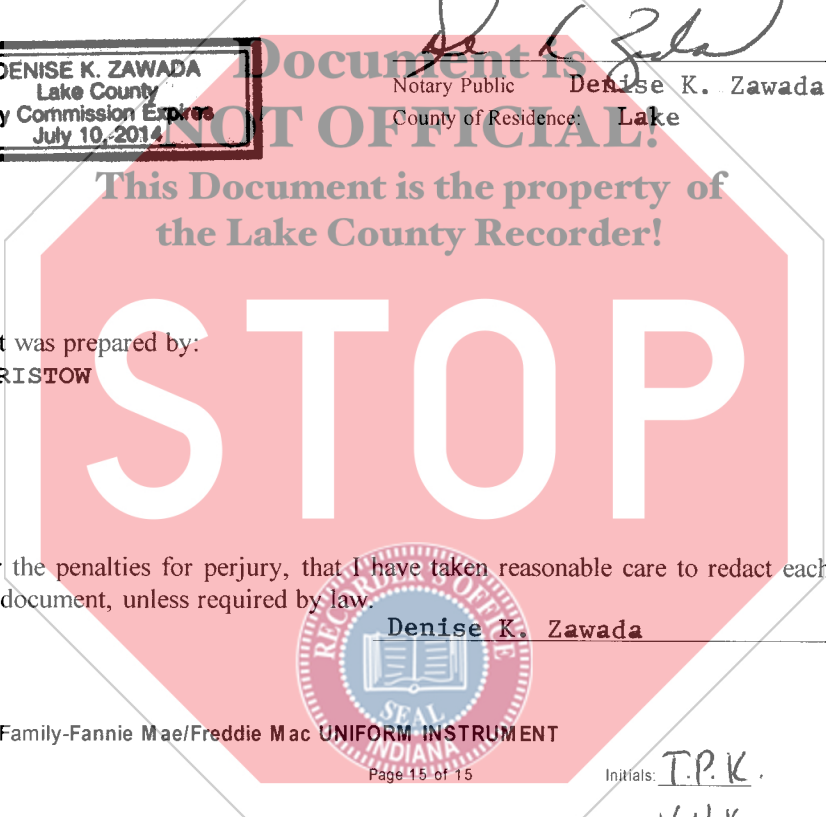 DENISE K. ZAWADA
Lake County
y Commission Expires
July 10, 2014
Document is
NOT OFFICIAL!
This Document is the property of
the Lake County Recorder!
Notary Public Denise K. Zawada
County of Residence: Lake
STOP
t was prepared by:
RISTOW
the penalties for perjury, that I have taken reasonable care to redact each
document, unless required by law.
Denise K. Zawada
RECORDER'S OFFICE
SEAL
INDIANA
Family-Fannie Mae/Freddie Mac UNIFORM INSTRUMENT
Page 15 of 15
Initials: T.P.K.